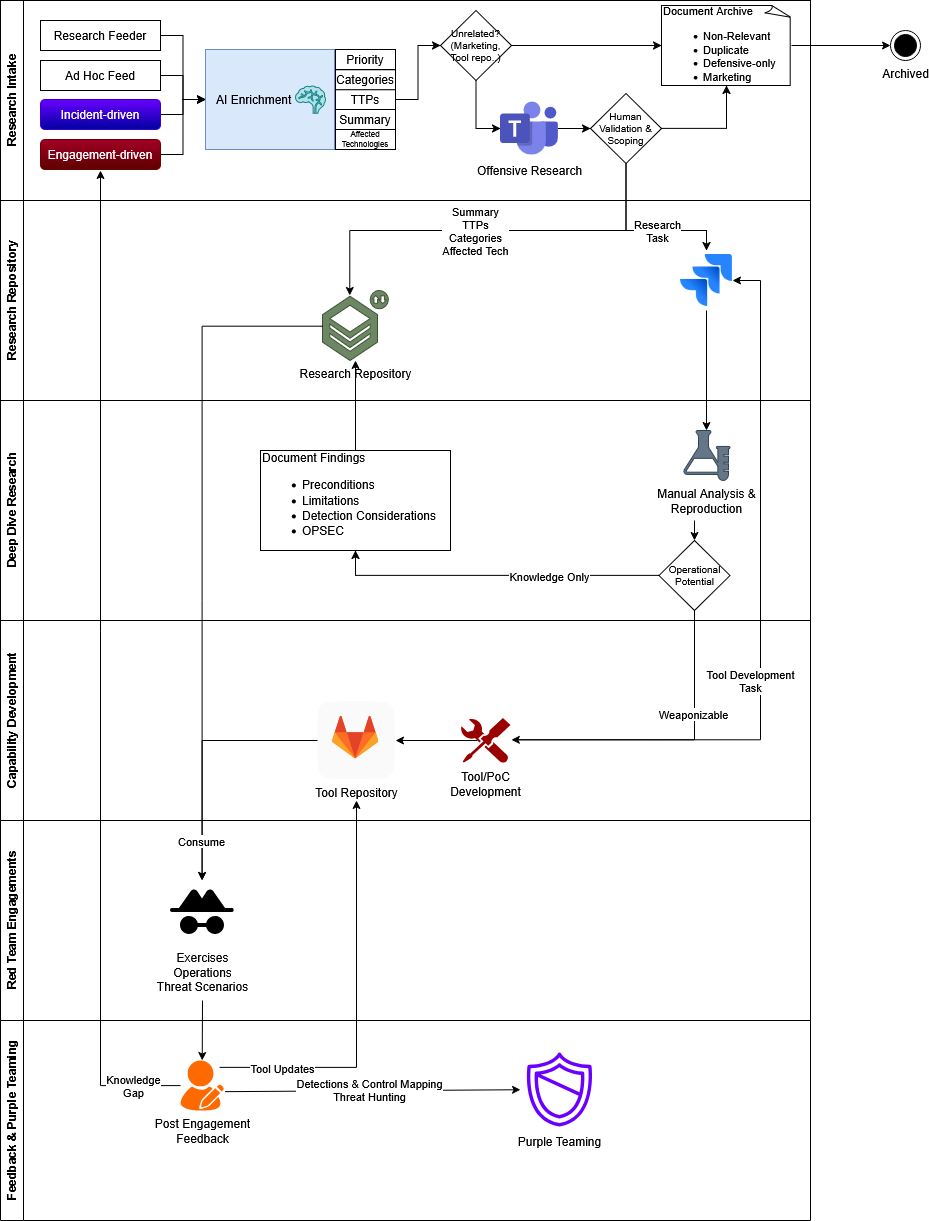 Research Intake
Research Feeder
Ad Hoc Feed
Incident-driven
Engagement-driven
AI Enrichment
Priority
Categories
TTPs
Summary
Affected
Technologies
Unrelated?
(Marketing,
Tool repo..)
T
Offensive Research
Human
Validation &
Scoping
Document Archive
• Non-Relevant
• Duplicate
• Defensive-only
• Marketing
Archived
Research Repository
Summary
TTPs
Categories
Affected Tech
Research
Task
Research Repository
Deep Dive Research
Document Findings
• Preconditions
• Limitations
• Detection Considerations
• OPSEC
Manual Analysis &
Reproduction
Operational
Potential
Knowledge Only
Capability Development
Tool Development
Task
Weaponizable
Tool/PoC
Development
Tool Repository
Red Team Engagements
Consume
Exercises
Operations
Threat Scenarios
Feedback & Purple Teaming
Knowledge
Gap
Tool Updates
Detections & Control Mapping
Threat Hunting
Post Engagement
Feedback
Purple Teaming